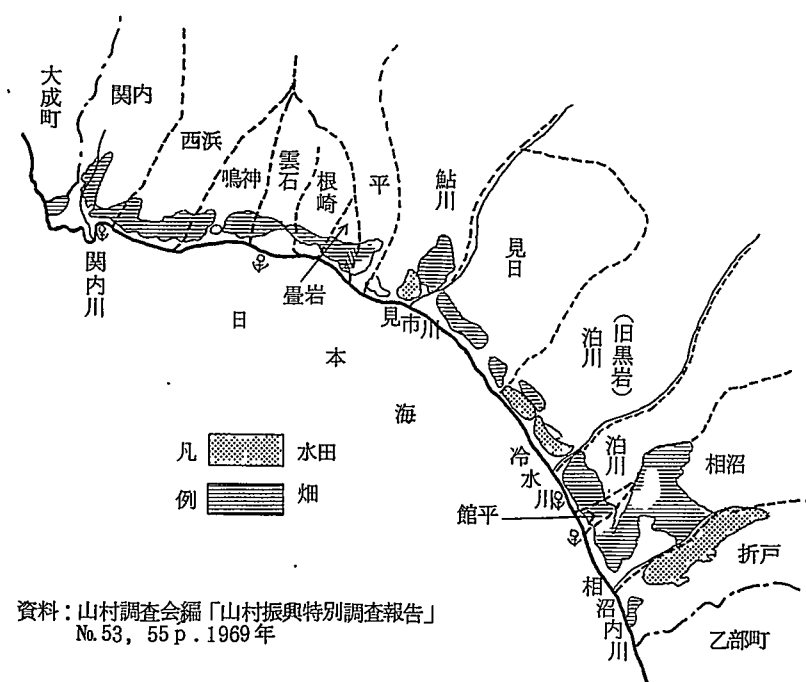 大成町
関内
西浜
鳴神
雲石
根崎
平
鮎川
見日
泊川
(旧黒岩)
関内川
畳岩
見市川
日本海
泊川
相沼
冷水川
館平
折戸
相沼内川
乙部町
凡例
水田
畑
資料:山村調査会編「山村振興特別調査報告」
№53, 55p.1969年